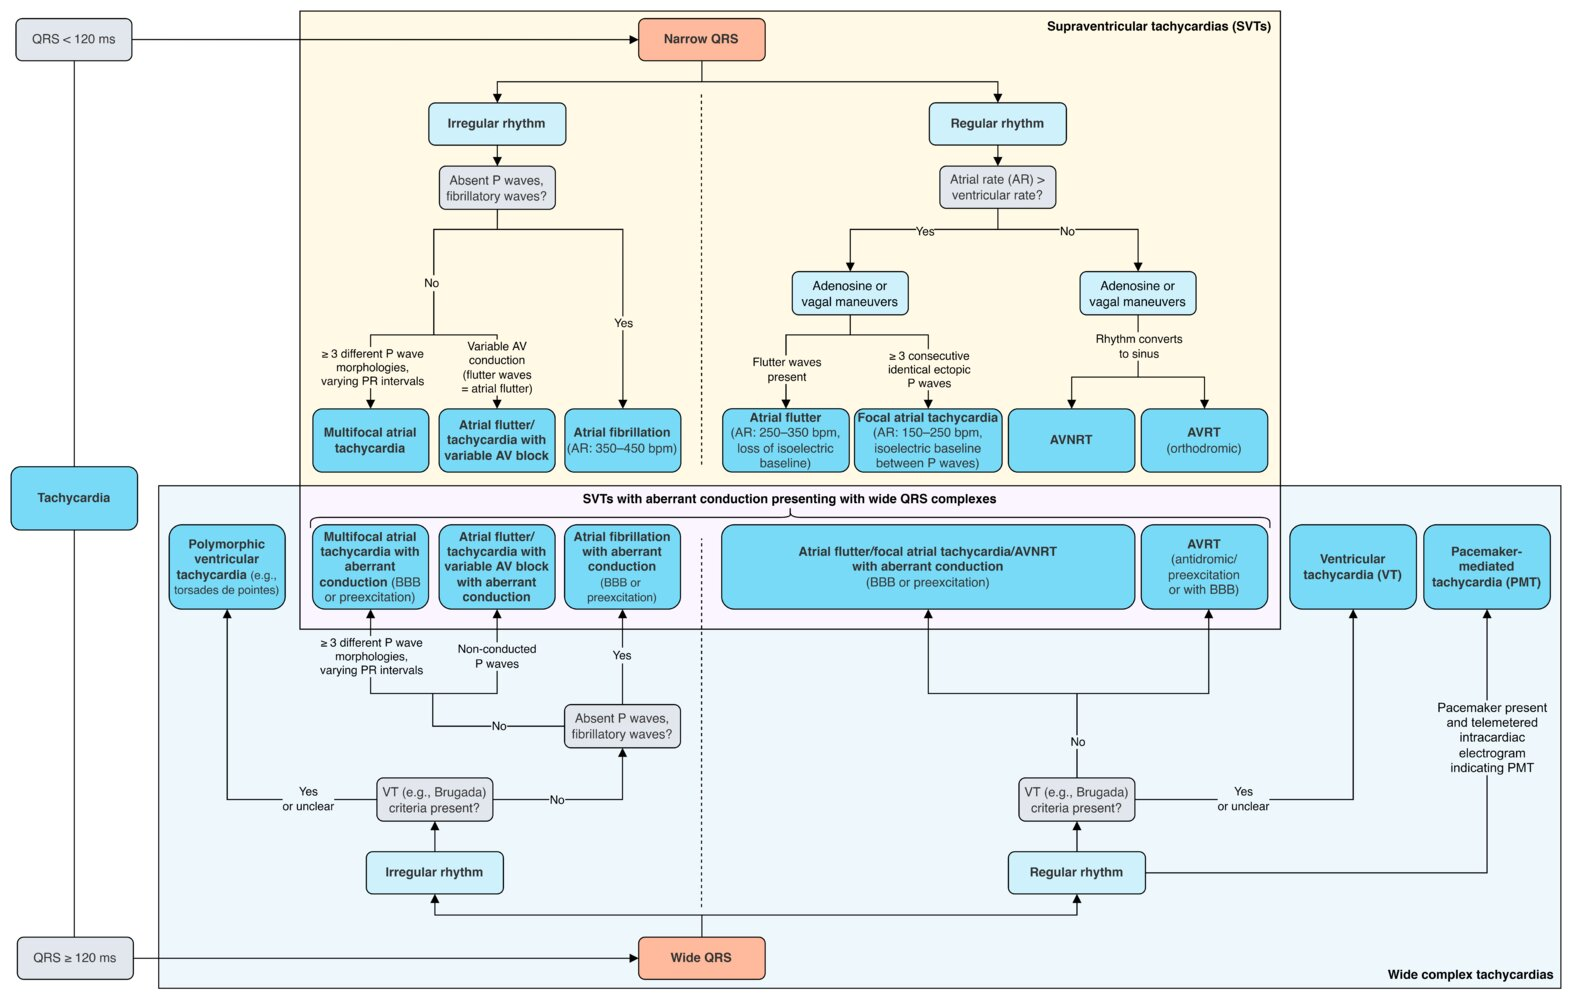 QRS < 120 ms
Narrow QRS
Supraventricular tachycardias (SVTs)
Irregular rhythm
Regular rhythm
Absent P waves,
fibrillatory waves?
Atrial rate (AR) >
ventricular rate?
Yes
No
No
Adenosine or
vagal maneuvers
Adenosine or
vagal maneuvers
Yes
≥ 3 different P wave
morphologies,
varying PR intervals
Variable AV
conduction
(flutter waves
= atrial flutter)
Flutter waves
present
≥ 3 consecutive
identical ectopic
P waves
Rhythm converts
to sinus
Multifocal atrial
tachycardia
Atrial flutter/
tachycardia with
variable AV block
Atrial fibrillation
(AR: 350–450 bpm)
Atrial flutter
(AR: 250–350 bpm,
loss of isoelectric
baseline)
Focal atrial tachycardia
(AR: 150–250 bpm,
isoelectric baseline
between P waves)
AVNRT
AVRT
(orthodromic)
Tachycardia
SVTs with aberrant conduction presenting with wide QRS complexes
Polymorphic
ventricular
tachycardia (e.g.,
torsades de pointes)
Multifocal atrial
tachycardia with
aberrant
conduction (BBB
or preexcitation)
Atrial flutter/
tachycardia with
variable AV block
with aberrant
conduction
Atrial fibrillation
with aberrant
conduction
(BBB or
preexcitation)
Atrial flutter/focal atrial tachycardia/AVNRT
with aberrant conduction
(BBB or preexcitation)
AVRT
(antidromic/
preexcitation
or with BBB)
Ventricular
tachycardia (VT)
Pacemaker-
mediated
tachycardia (PMT)
≥ 3 different P wave
morphologies,
varying PR intervals
Non-conducted
P waves
Yes
No
Absent P waves,
fibrillatory waves?
No
Pacemaker present
and telemetered
intracardiac
electrogram
indicating PMT
Yes
or unclear
VT (e.g., Brugada)
criteria present?
No
VT (e.g., Brugada)
criteria present?
Yes
or unclear
Irregular rhythm
Regular rhythm
QRS ≥ 120 ms
Wide QRS
Wide complex tachycardias